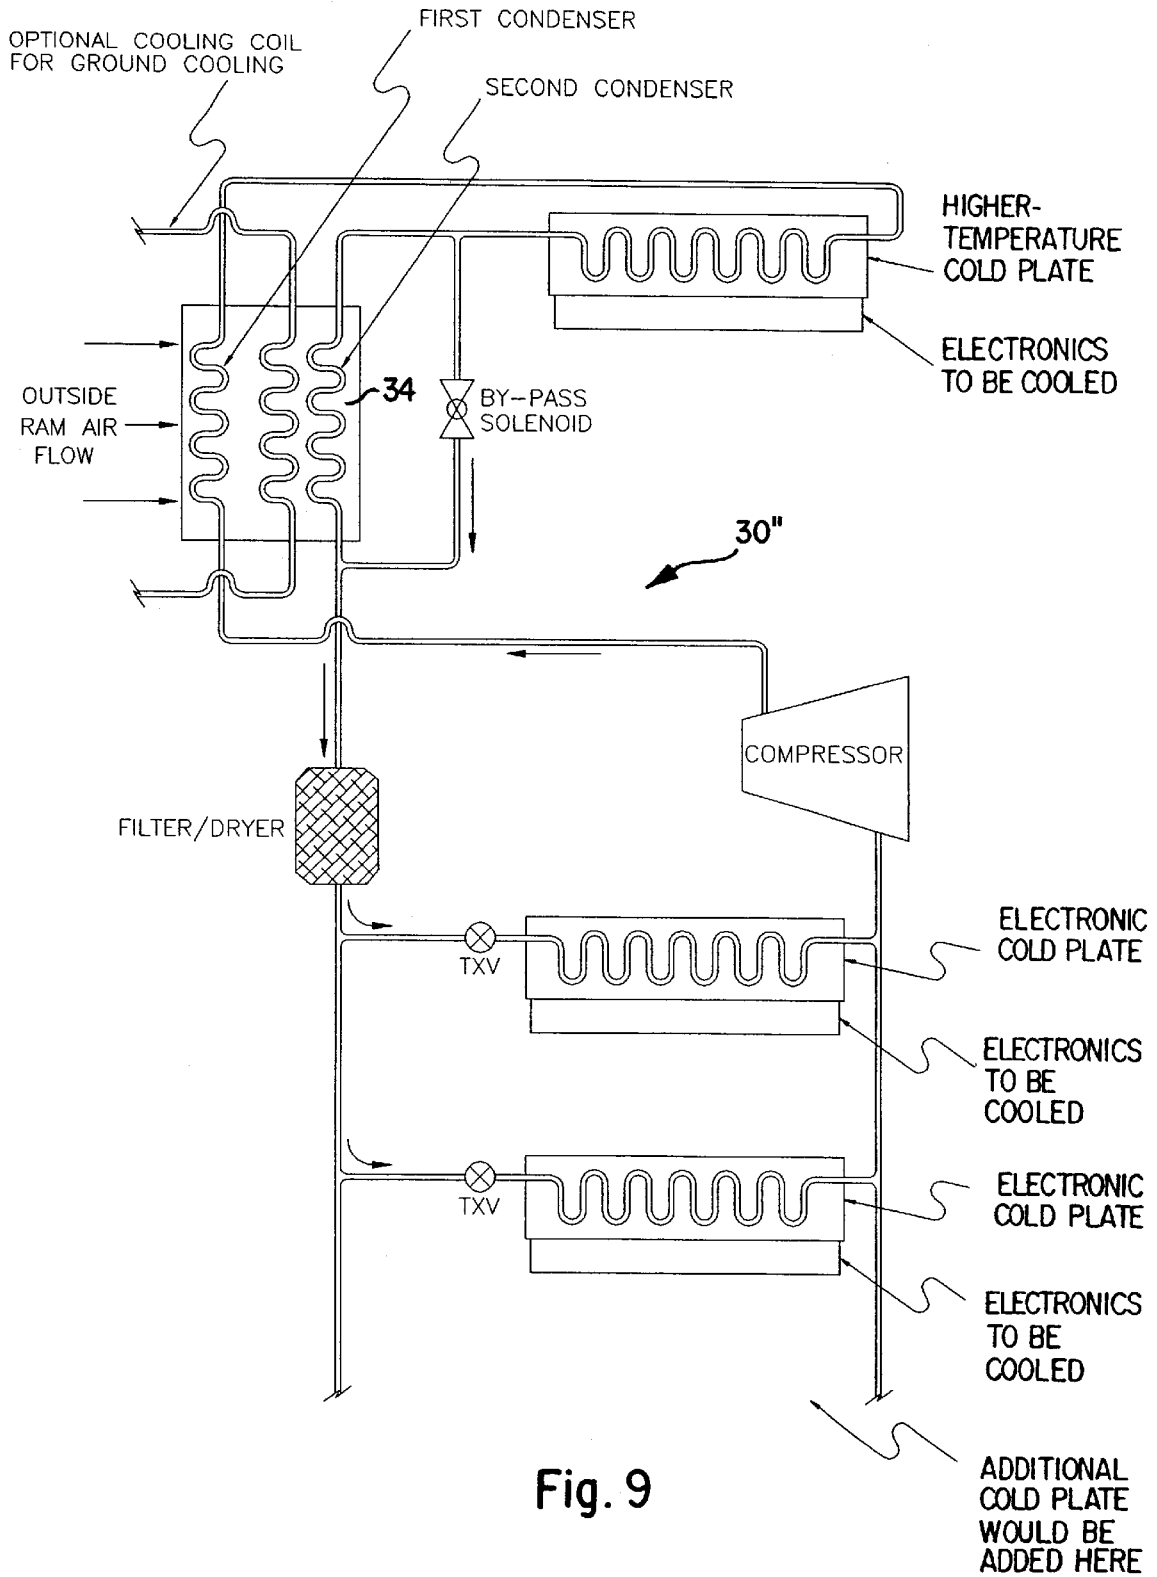 FIRST CONDENSER
OPTIONAL COOLING COIL
FOR GROUND COOLING
SECOND CONDENSER
HIGHER-
TEMPERATURE
COLD PLATE
ELECTRONICS
TO BE COOLED
34
BY-PASS
SOLENOID
OUTSIDE
RAM AIR
FLOW
30"
COMPRESSOR
FILTER/DRYER
ELECTRONIC
COLD PLATE
TXV
ELECTRONICS
TO BE
COOLED
ELECTRONIC
COLD PLATE
TXV
ELECTRONICS
TO BE
COOLED
ADDITIONAL
COLD PLATE
WOULD BE
ADDED HERE
Fig. 9